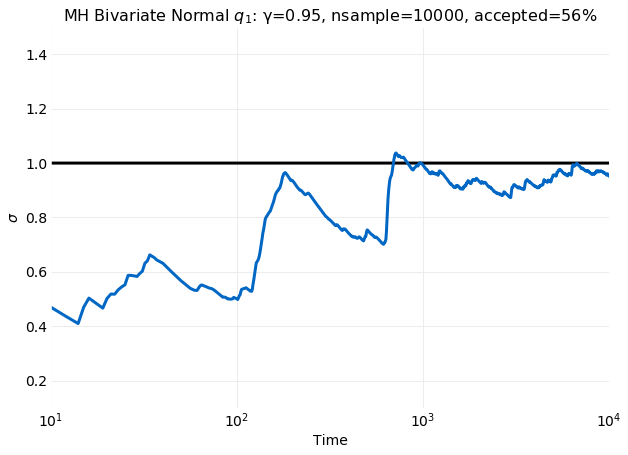 MH Bivariate Normal q₁: γ=0.95, nsample=10000, accepted=56%
1.4
1.2
1.0
σ
0.8
0.6
0.4
0.2
10¹ 10² 10³ 10⁴
Time